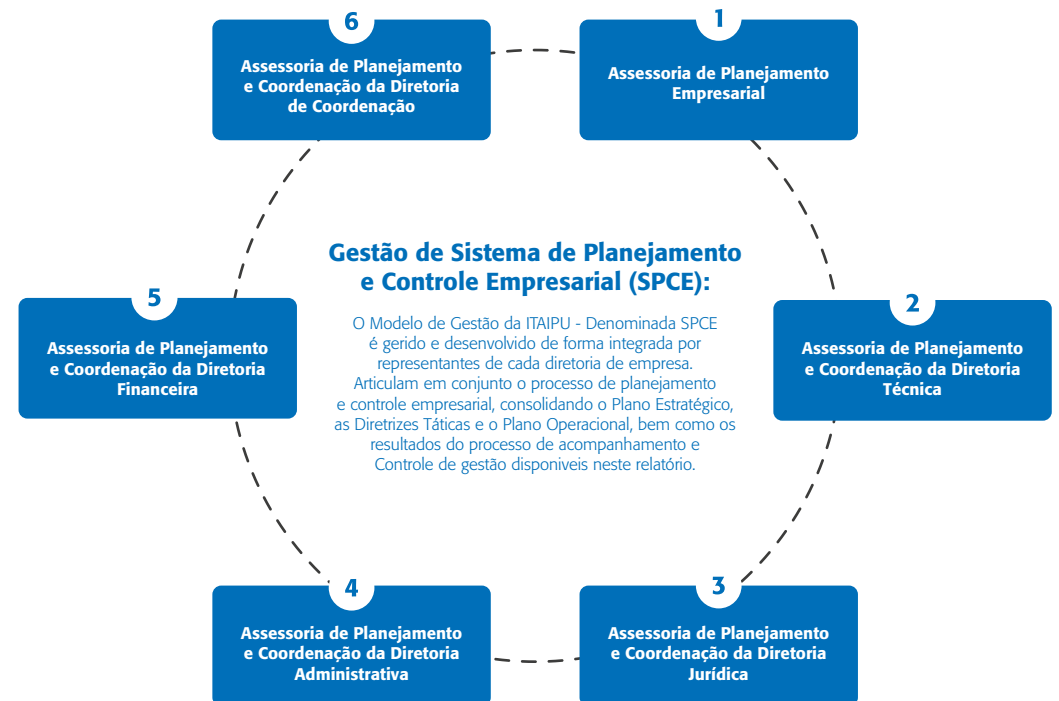 6
Assessoria de Planejamento
e Coordenação da Diretoria
de Coordenação
1
Assessoria de Planejamento
Empresarial
Gestão de Sistema de Planejamento
e Controle Empresarial (SPCE):
O Modelo de Gestão da ITAIPU - Denominada SPCE
é gerido e desenvolvido de forma integrada por
representantes de cada diretoria de empresa.
Articulam em conjunto o processo de planejamento
e controle empresarial, consolidando o Plano Estratégico,
as Diretrizes Táticas e o Plano Operacional, bem como os
resultados do processo de acompanhamento e
Controle de gestão disponiveis neste relatório.
5
Assessoria de Planejamento
e Coordenação da Diretoria
Financeira
2
Assessoria de Planejamento
e Coordenação da Diretoria
Técnica
4
Assessoria de Planejamento
e Coordenação da Diretoria
Administrativa
3
Assessoria de Planejamento
e Coordenação da Diretoria
Jurídica